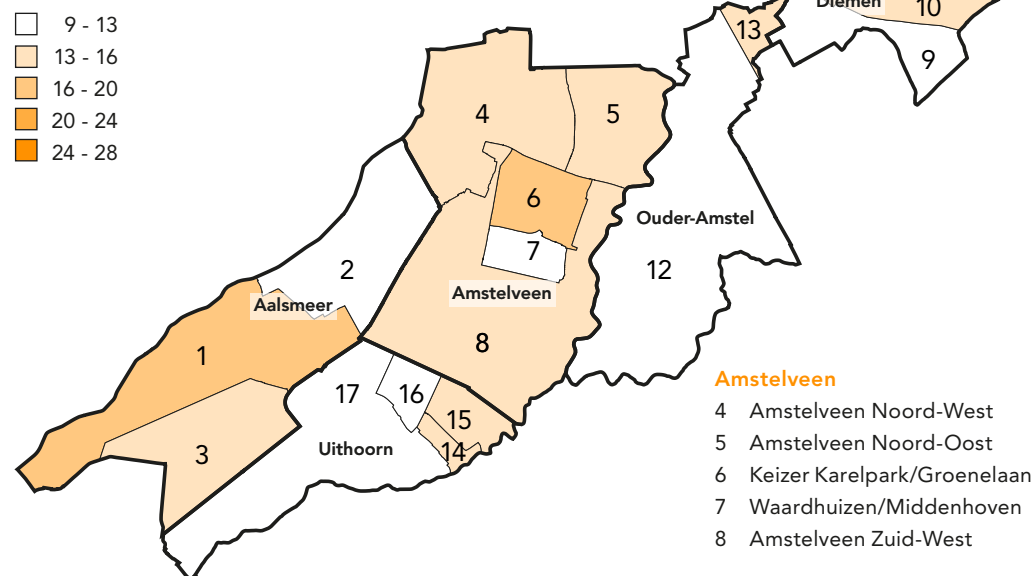 9 - 13
13 - 16
16 - 20
20 - 24
24 - 28
Diemen
10
13
9
4
5
6
Ouder-Amstel
7
2
12
Aalsmeer
Amstelveen
8
1
17
16
15
Uithoorn
14
3
Amstelveen
4 Amstelveen Noord-West
5 Amstelveen Noord-Oost
6 Keizer Karelpark/Groenelaan
7 Waardhuizen/Middenhoven
8 Amstelveen Zuid-West